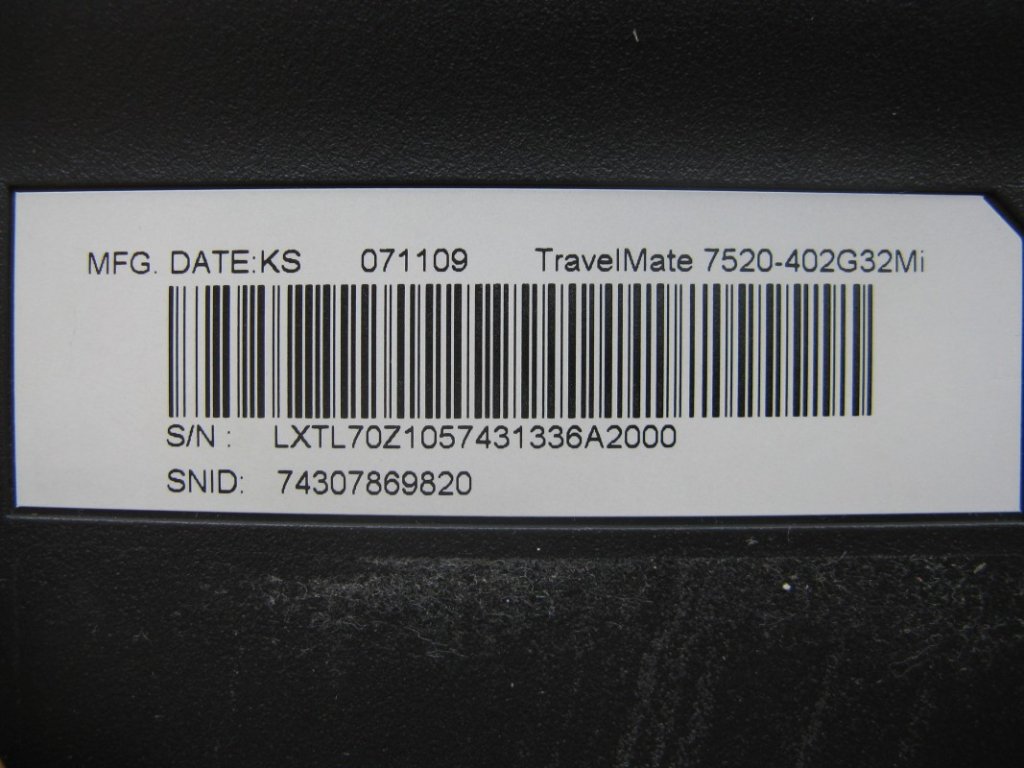 MFG. DATE:KS 071109 TravelMate 7520-402G32Mi
S/N : LXTL70Z1057431336A2000
SNID: 74307869820